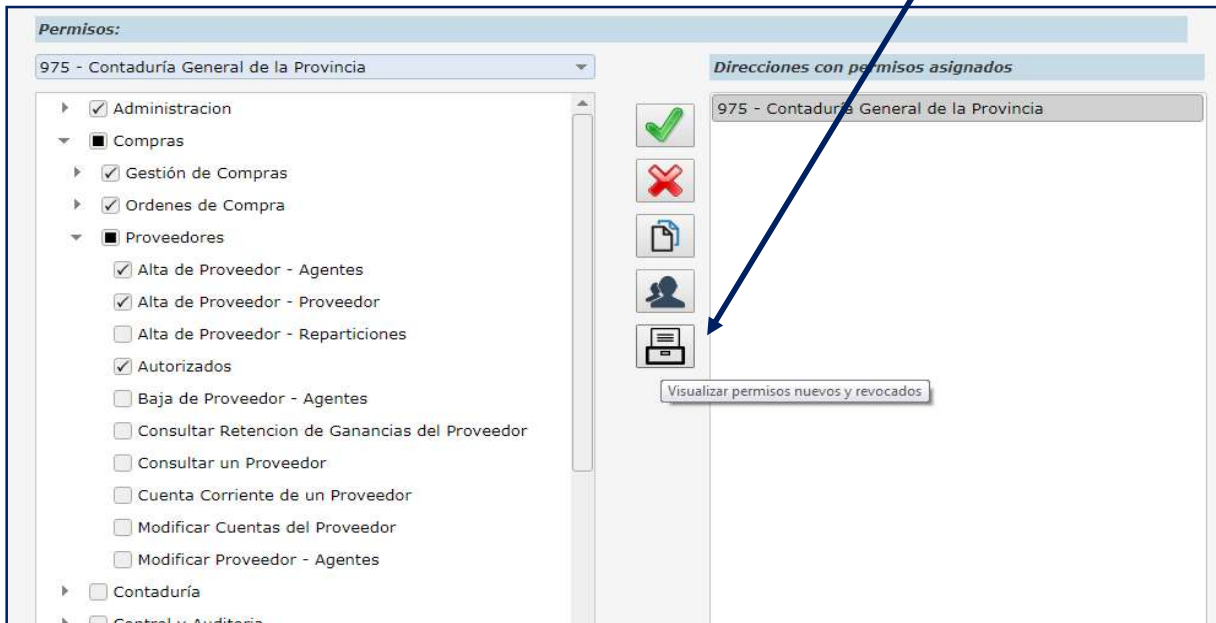 Permisos:
975 - Contaduría General de la Provincia
Administracion
Compras
Gestión de Compras
Ordenes de Compra
Proveedores
Alta de Proveedor - Agentes
Alta de Proveedor - Proveedor
Alta de Proveedor - Reparticiones
Autorizados
Baja de Proveedor - Agentes
Consultar Retencion de Ganancias del Proveedor
Consultar un Proveedor
Cuenta Corriente de un Proveedor
Modificar Cuentas del Proveedor
Modificar Proveedor - Agentes
Contaduría
Control y Auditoria
Direcciones con permisos asignados
975 - Contaduría General de la Provincia
Visualizar permisos nuevos y revocados